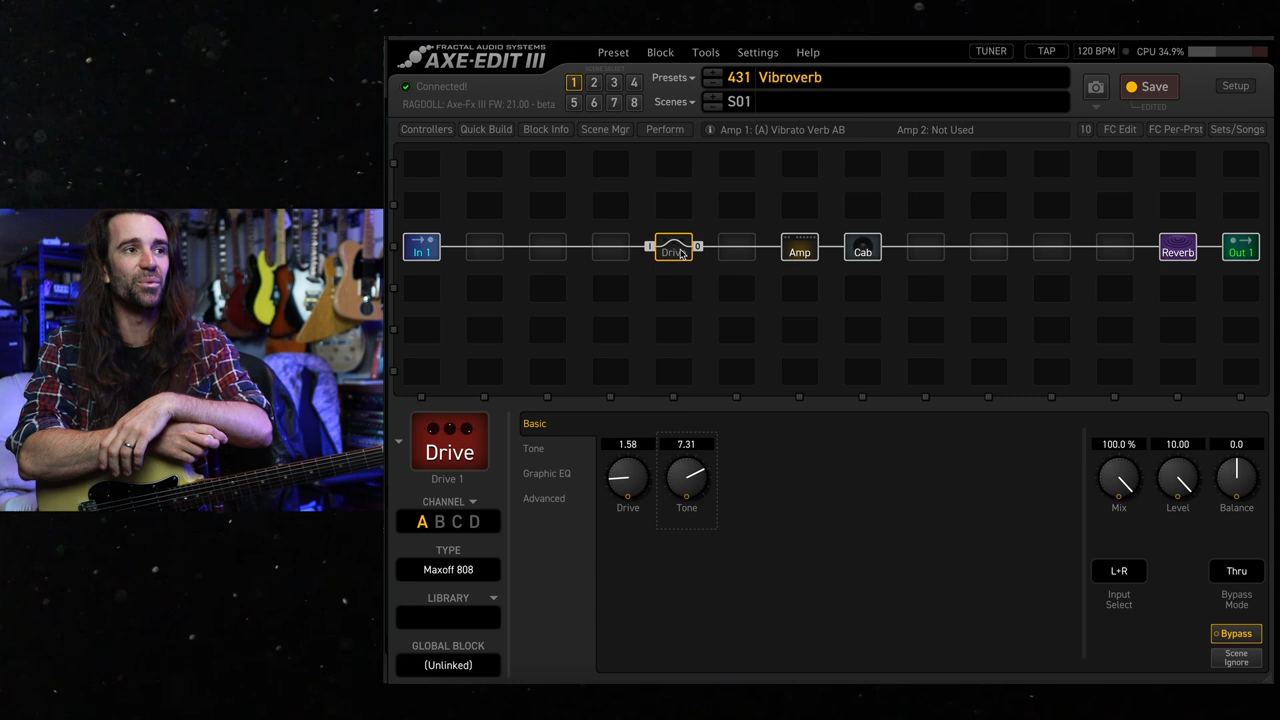 FRACTAL AUDIO SYSTEMS
AXE-EDIT III
Preset Block Tools Settings Help
TUNER TAP 120 BPM CPU 34.9%
Connected!
RAGDOLL: Axe-Fx III FW: 21.00 - beta
SCENE SELECT
1 2 3 4
5 6 7 8
Presets 431 Vibroverb
Scenes S01
Save
EDITED
Setup
Controllers Quick Build Block Info Scene Mgr Perform Amp 1: (A) Vibrato Verb AB Amp 2: Not Used 10 FC Edit FC Per-Prst Sets/Songs
In 1 I Drive O Amp Cab Reverb Out 1
Drive
Drive 1
CHANNEL
A B C D
TYPE
Maxoff 808
LIBRARY
GLOBAL BLOCK
(Unlinked)
Basic
Tone
Graphic EQ
Advanced
1.58 7.31
Drive Tone
100.0 % 10.00 0.0
Mix Level Balance
L+R Thru
Input Select
Bypass Mode
Bypass
Scene Ignore